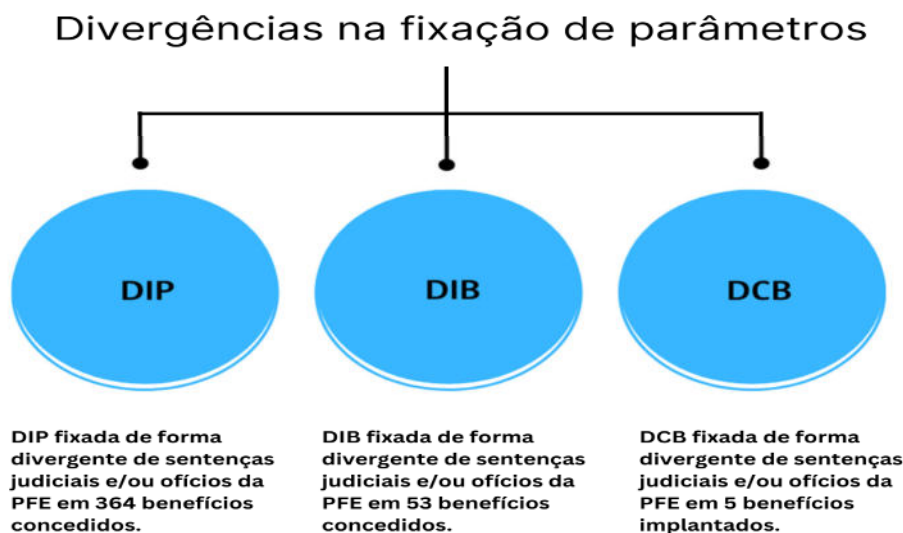 Divergências na fixação de parâmetros
DIP
DIB
DCB
DIP fixada de forma
divergente de sentenças
judiciais e/ou ofícios da
PFE em 364 benefícios
concedidos.
DIB fixada de forma
divergente de sentenças
judiciais e/ou ofícios da
PFE em 53 benefícios
concedidos.
DCB fixada de forma
divergente de sentenças
judiciais e/ou ofícios da
PFE em 5 benefícios
implantados.